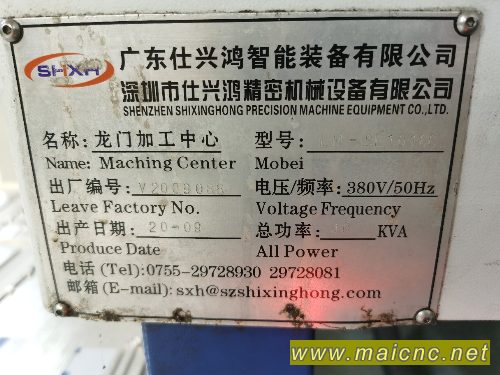 SHXH
广东仕兴鸿智能装备有限公司
深圳市仕兴鸿精密机械设备有限公司
SHENZHEN SHIXINGHONG PRECISION MACHINE EQUIPMENT CO.,LTD.
名称: 龙门加工中心 型号:
Name: Maching Center Mobei
出厂编号: 电压/频率: 380V/50Hz
Leave Factory No. Voltage Frequency
出产日期: 20-09 总功率: KVA
Produce Date All Power
电话 (Tel):0755-29728930 29728081
邮箱 (E-mail): sxh@szshixinghong.com
www.maicnc.net